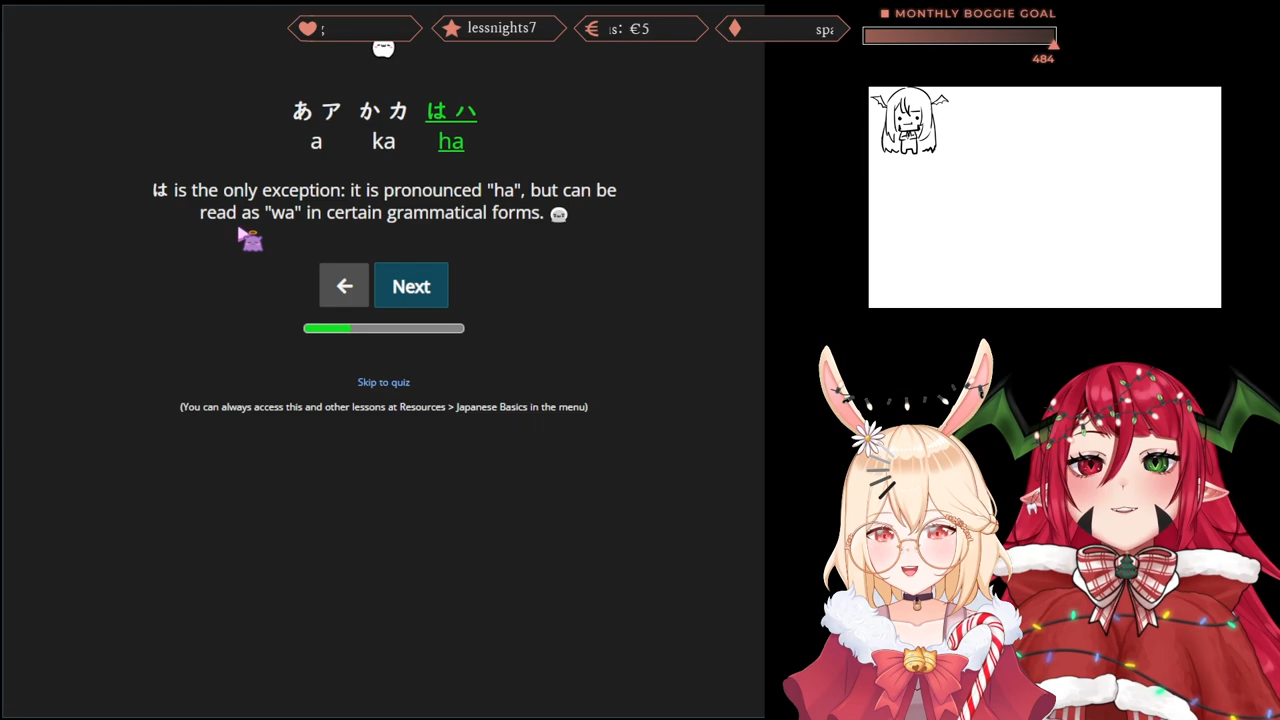 ;
lessnights7
€
ıs: €5
spa
MONTHLY BOGGIE GOAL
484
あ ア か カ は ハ
a ka ha
は is the only exception: it is pronounced "ha", but can be
read as "wa" in certain grammatical forms.
← Next
Skip to quiz
(You can always access this and other lessons at Resources > Japanese Basics in the menu)